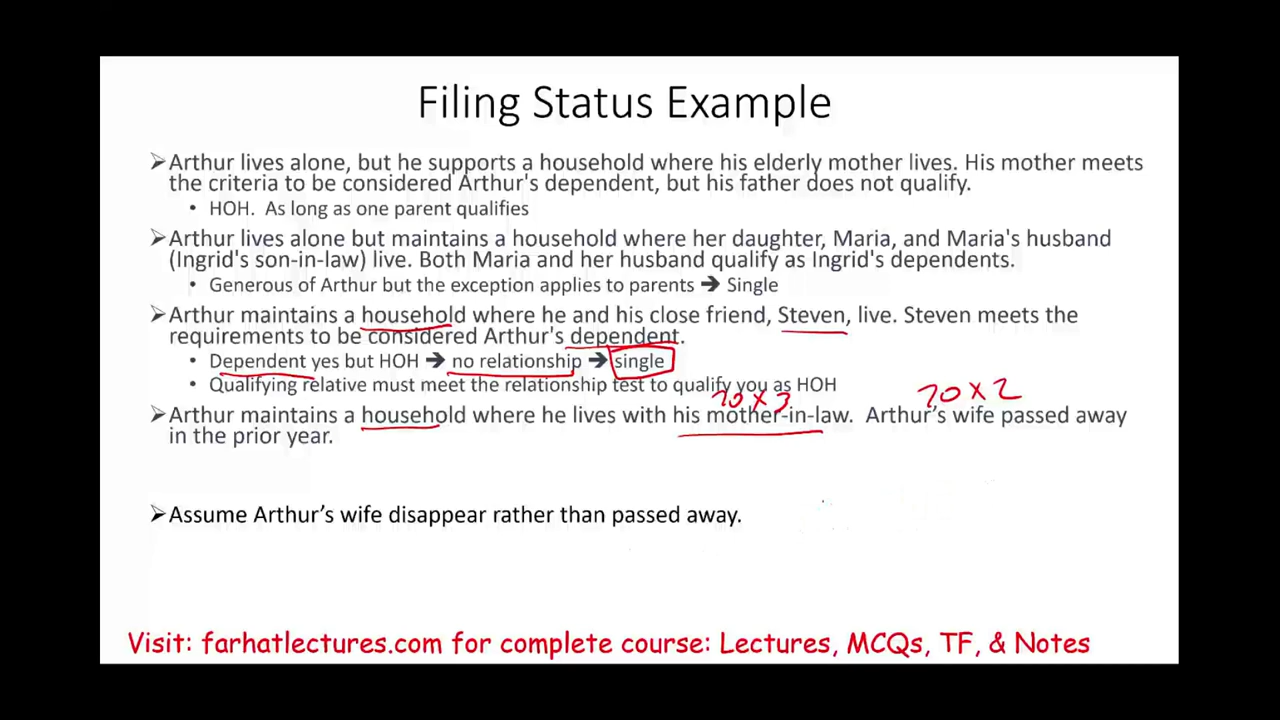 Filing Status Example
➢Arthur lives alone, but he supports a household where his elderly mother lives. His mother meets
the criteria to be considered Arthur's dependent, but his father does not qualify.
• HOH. As long as one parent qualifies
➢Arthur lives alone but maintains a household where her daughter, Maria, and Maria's husband
(Ingrid's son-in-law) live. Both Maria and her husband qualify as Ingrid's dependents.
• Generous of Arthur but the exception applies to parents ➔ Single
➢Arthur maintains a household where he and his close friend, Steven, live. Steven meets the
requirements to be considered Arthur's dependent.
• Dependent yes but HOH ➔ no relationship ➔ single
• Qualifying relative must meet the relationship test to qualify you as HOH
20 x 3 20 x 2
➢Arthur maintains a household where he lives with his mother-in-law. Arthur’s wife passed away
in the prior year.
➢Assume Arthur’s wife disappear rather than passed away.
Visit: farhatlectures.com for complete course: Lectures, MCQs, TF, & Notes